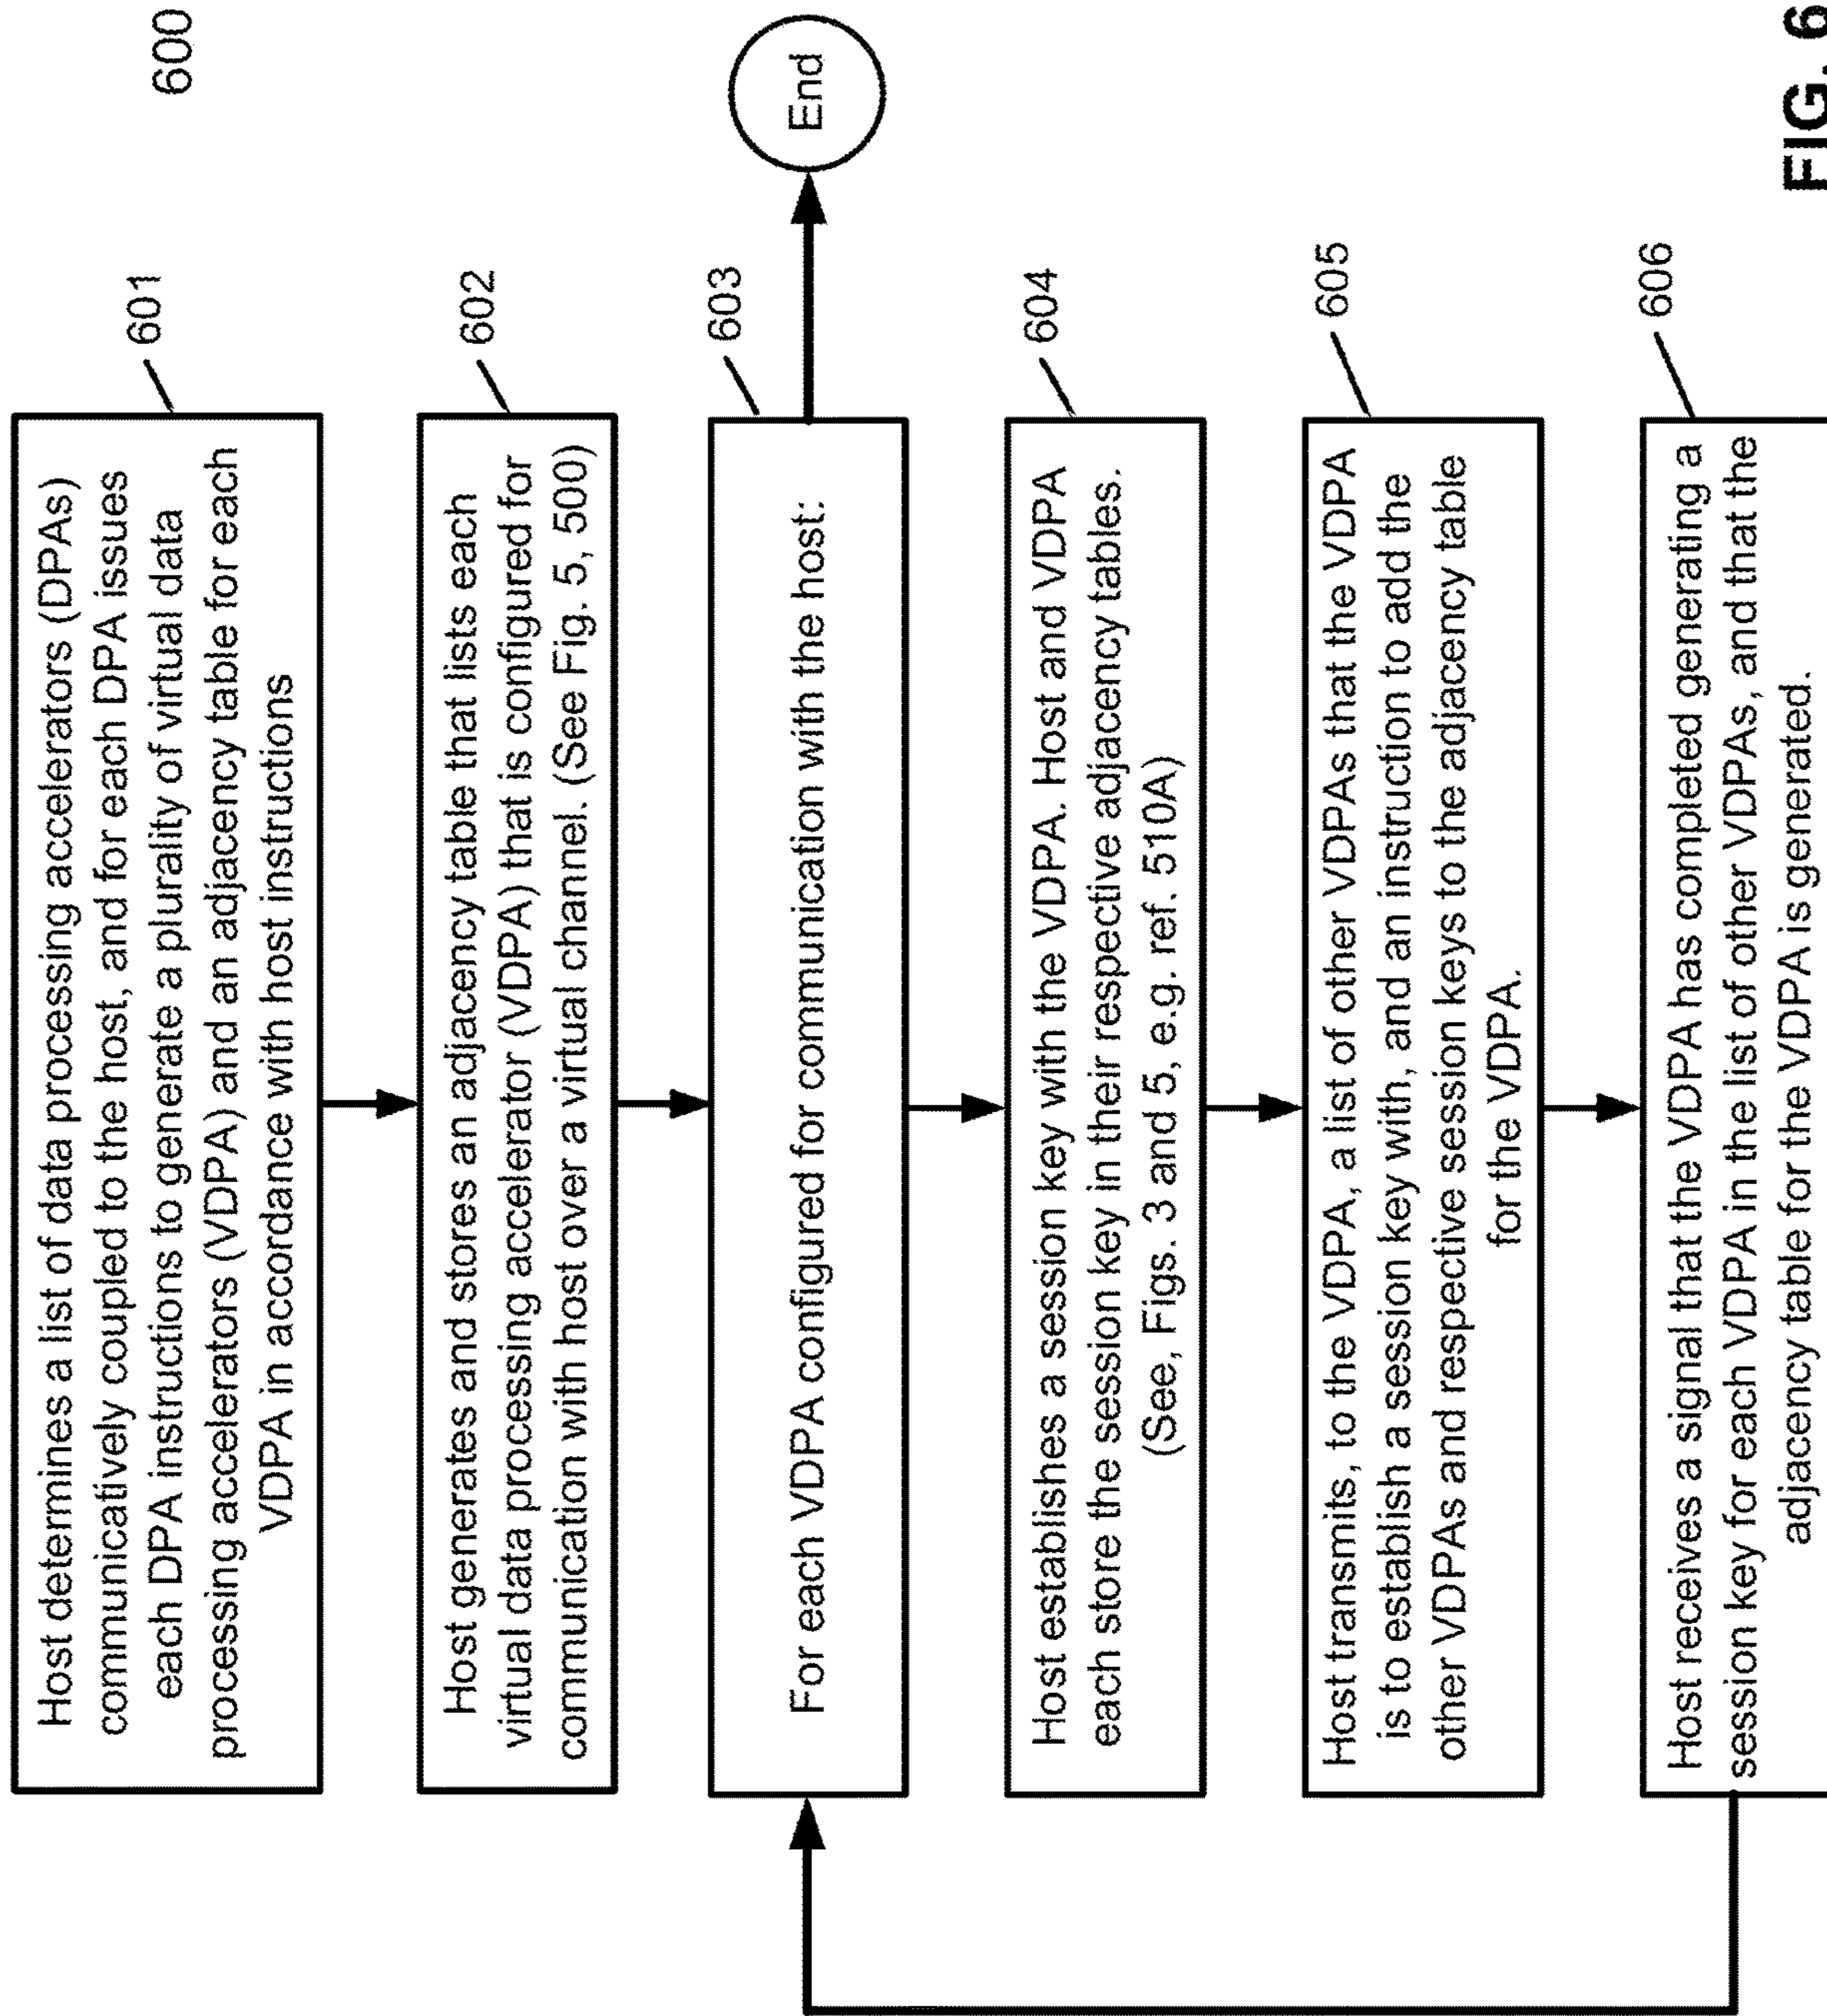 600
Host determines a list of data processing accelerators (DPAs)
communicatively coupled to the host, and for each DPA issues
each DPA instructions to generate a plurality of virtual data
processing accelerators (VDPA) and an adjacency table for each
VDPA in accordance with host instructions
601
Host generates and stores an adjacency table that lists each
virtual data processing accelerator (VDPA) that is configured for
communication with host over a virtual channel. (See Fig. 5, 500)
602
For each VDPA configured for communication with the host:
603
End
Host establishes a session key with the VDPA. Host and VDPA
each store the session key in their respective adjacency tables.
(See, Figs. 3 and 5, e.g. ref. 510A)
604
Host transmits, to the VDPA, a list of other VDPAs that the VDPA
is to establish a session key with, and an instruction to add the
other VDPAs and respective session keys to the adjacency table
for the VDPA.
605
Host receives a signal that the VDPA has completed generating a
session key for each VDPA in the list of other VDPAs, and that the
adjacency table for the VDPA is generated.
606
FIG. 6